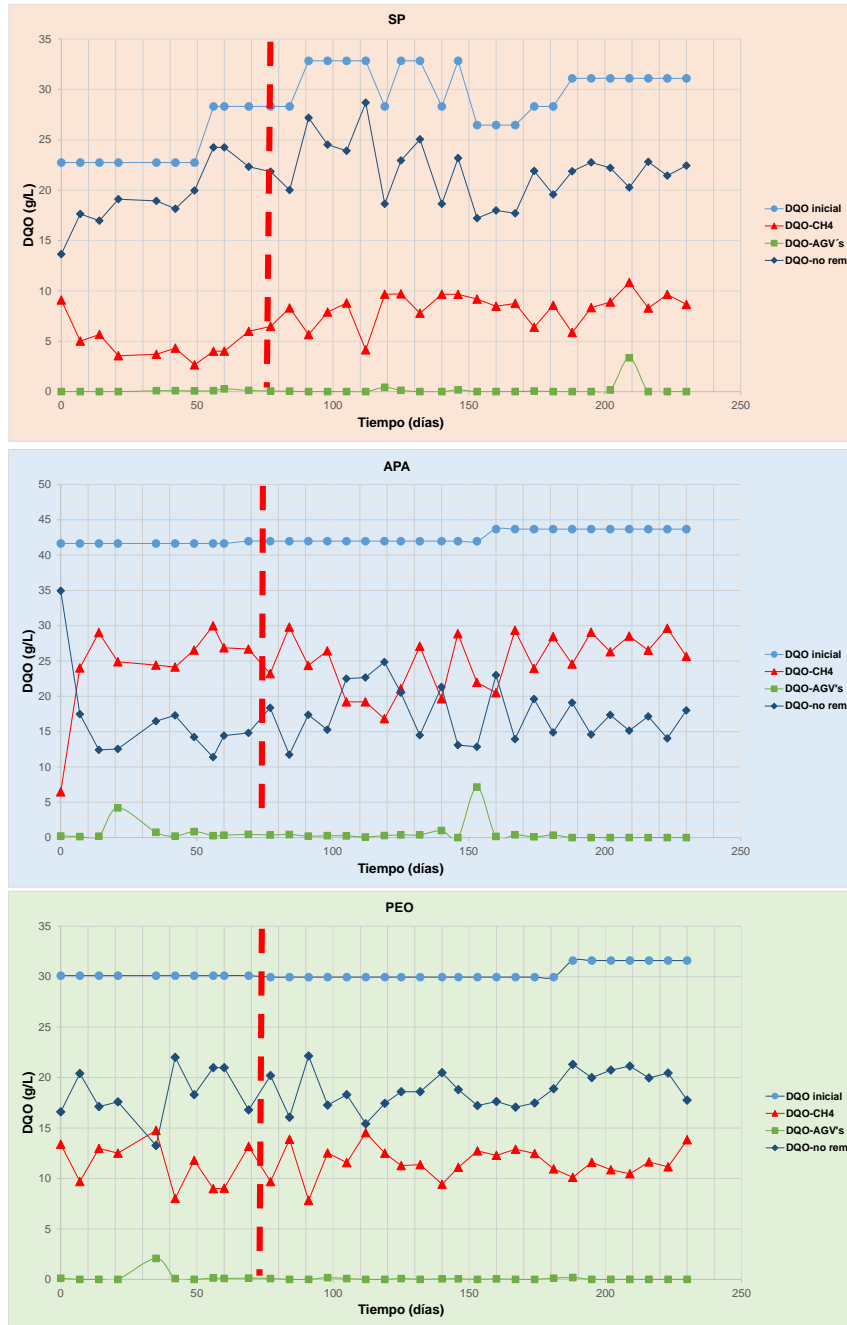 SP
35
30
25
20
15
10
5
0
DQO (g/L)
0 50 100 150 200 250
Tiempo (días)
DQO inicial
DQO-CH4
DQO-AGV´s
DQO-no rem
APA
50
45
40
35
30
25
20
15
10
5
0
DQO (g/L)
0 50 100 150 200 250
Tiempo (días)
DQO inicial
DQO-CH4
DQO-AGV's
DQO-no rem
PEO
35
30
25
20
15
10
5
0
DQO (g/L)
0 50 100 150 200 250
Tiempo (días)
DQO inicial
DQO-CH4
DQO-AGV's
DQO-no rem